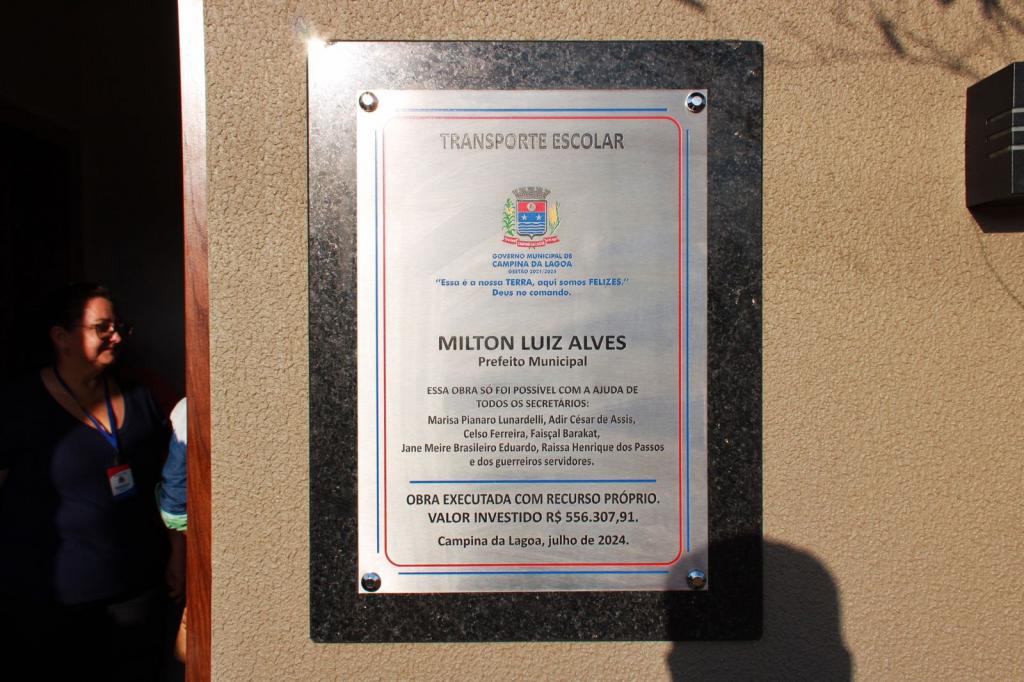 TRANSPORTE ESCOLAR
GOVERNO MUNICIPAL DE
CAMPINA DA LAGOA
GESTÃO 2021/2024
"Essa é a nossa TERRA, aqui somos FELIZES."
Deus no comando.
MILTON LUIZ ALVES
Prefeito Municipal
ESSA OBRA SÓ FOI POSSÍVEL COM A AJUDA DE
TODOS OS SECRETÁRIOS:
Marisa Pianaro Lunardelli, Adir César de Assis,
Celso Ferreira, Faisçal Barakat,
Jane Meire Brasileiro Eduardo, Raissa Henrique dos Passos
e dos guerreiros servidores.
OBRA EXECUTADA COM RECURSO PRÓPRIO.
VALOR INVESTIDO R$ 556.307,91.
Campina da Lagoa, julho de 2024.